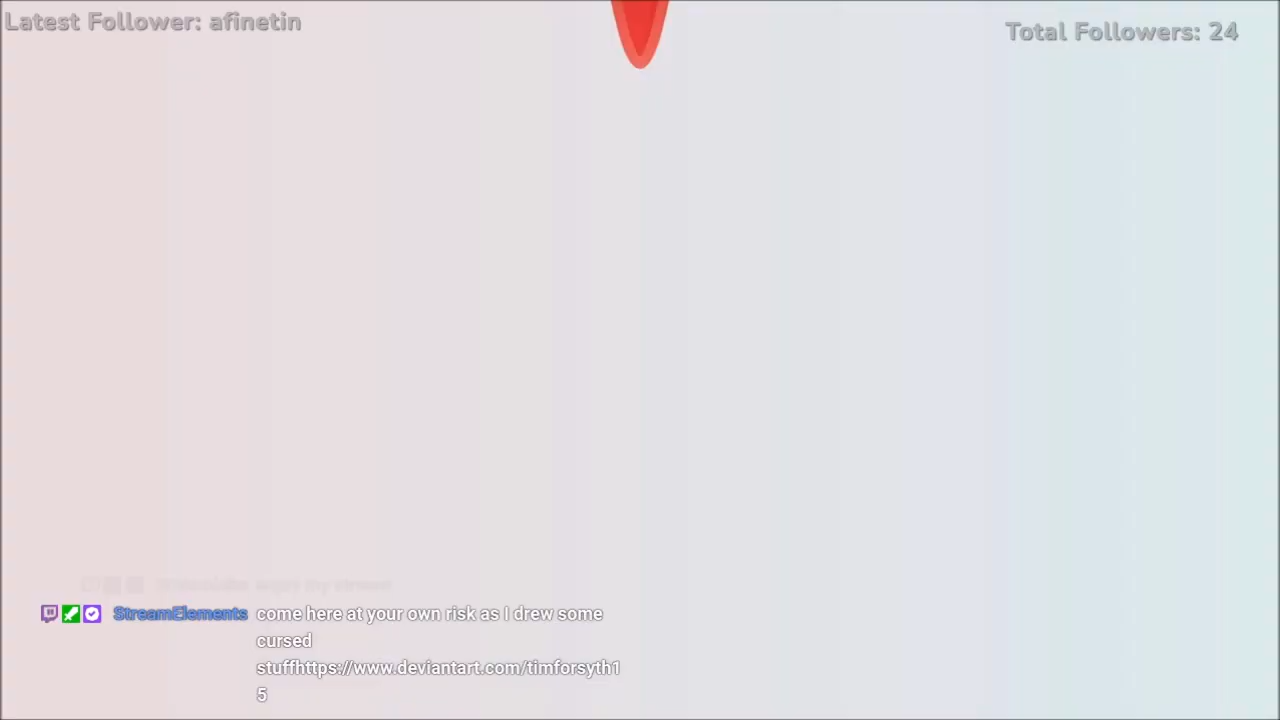 Latest Follower: afinetin
Total Followers: 24
StreamElements come here at your own risk as I drew some
cursed
stuffhttps://www.deviantart.com/timforsyth1
5